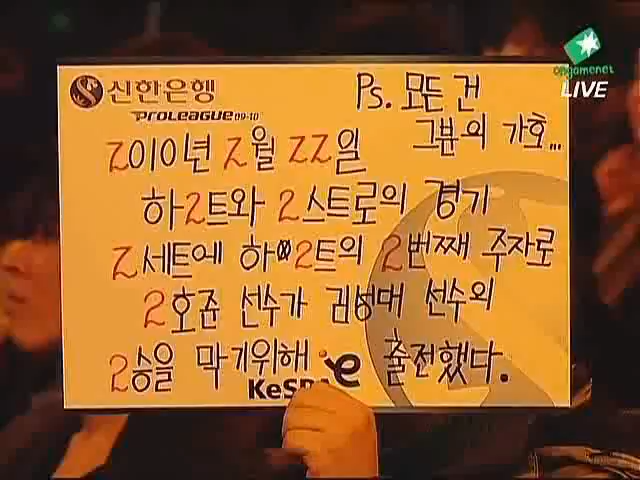 ongamenet
LIVE
신한은행
PROLEAGUE 09-10
Ps. 모든 건
그분의 가호...
2010년 2월 22일
하2트와 2스트로의 경기
2세트에 하2트의 2번째 주자로
2호준 선수가 김성대 선수의
2승을 막기위해 출전했다.
KeSPA